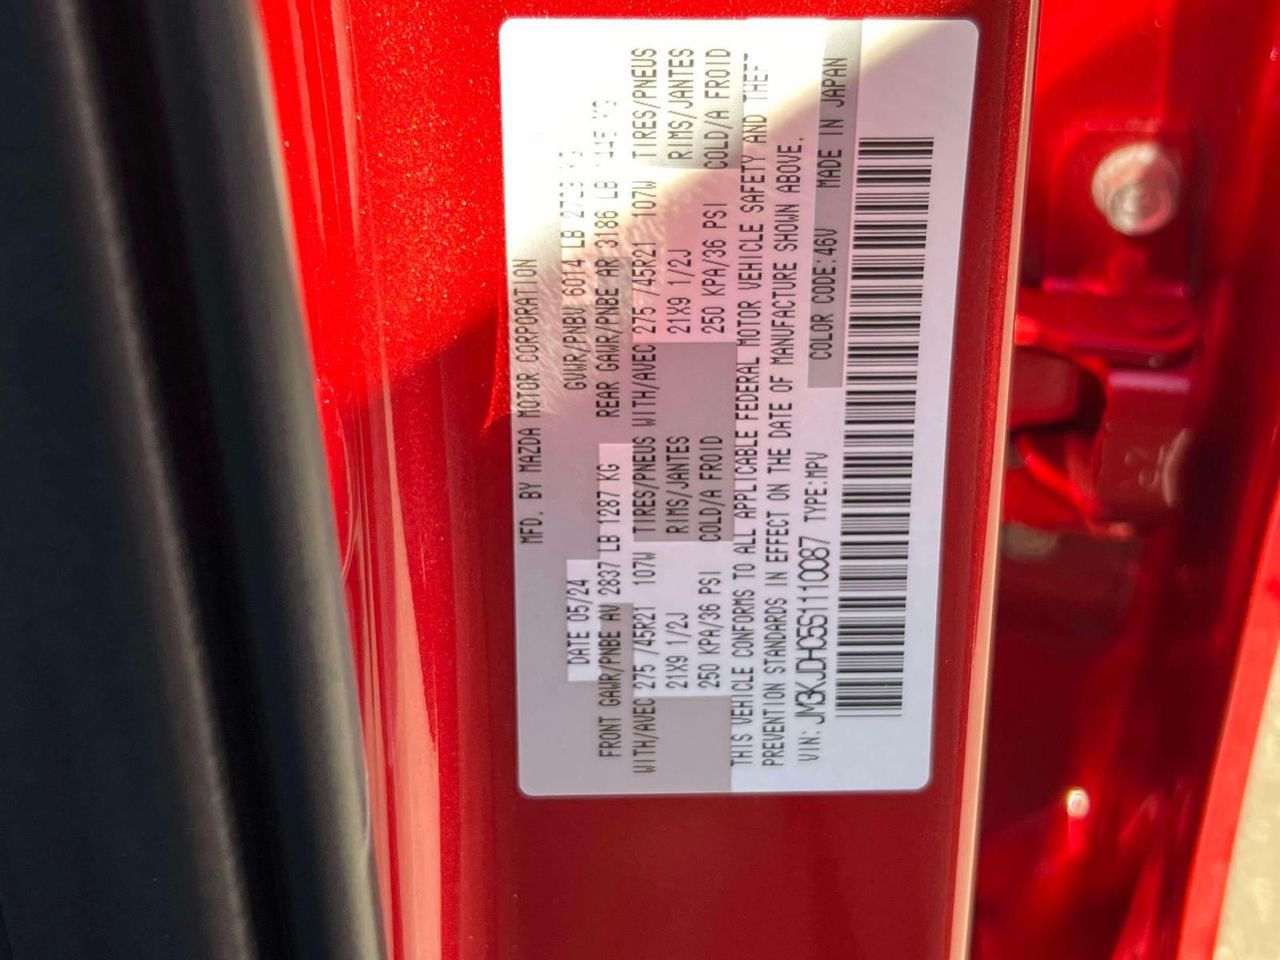 MFD. BY MAZDA MOTOR CORPORATION
DATE 05/24 GVWR/PNBV 6014 LB
FRONT GAWR/PNBE AV 2837 LB 1287 KG REAR GAWR/PNBE AR 3186 LB
WITH/AVEC 275 /45R21 107W TIRES/PNEUS WITH/AVEC 275 /45R21 107W TIRES/PNEUS
21X9 1/2J RIMS/JANTES 21X9 1/2J RIMS/JANTES
250 KPA/36 PSI COLD/A FROID 250 KPA/36 PSI COLD/A FROID
THIS VEHICLE CONFORMS TO ALL APPLICABLE FEDERAL MOTOR VEHICLE SAFETY AND THEFT
PREVENTION STANDARDS IN EFFECT ON THE DATE OF MANUFACTURE SHOWN ABOVE.
VIN: JM3KJDHC5S1110087 TYPE:MPV COLOR CODE:46V MADE IN JAPAN